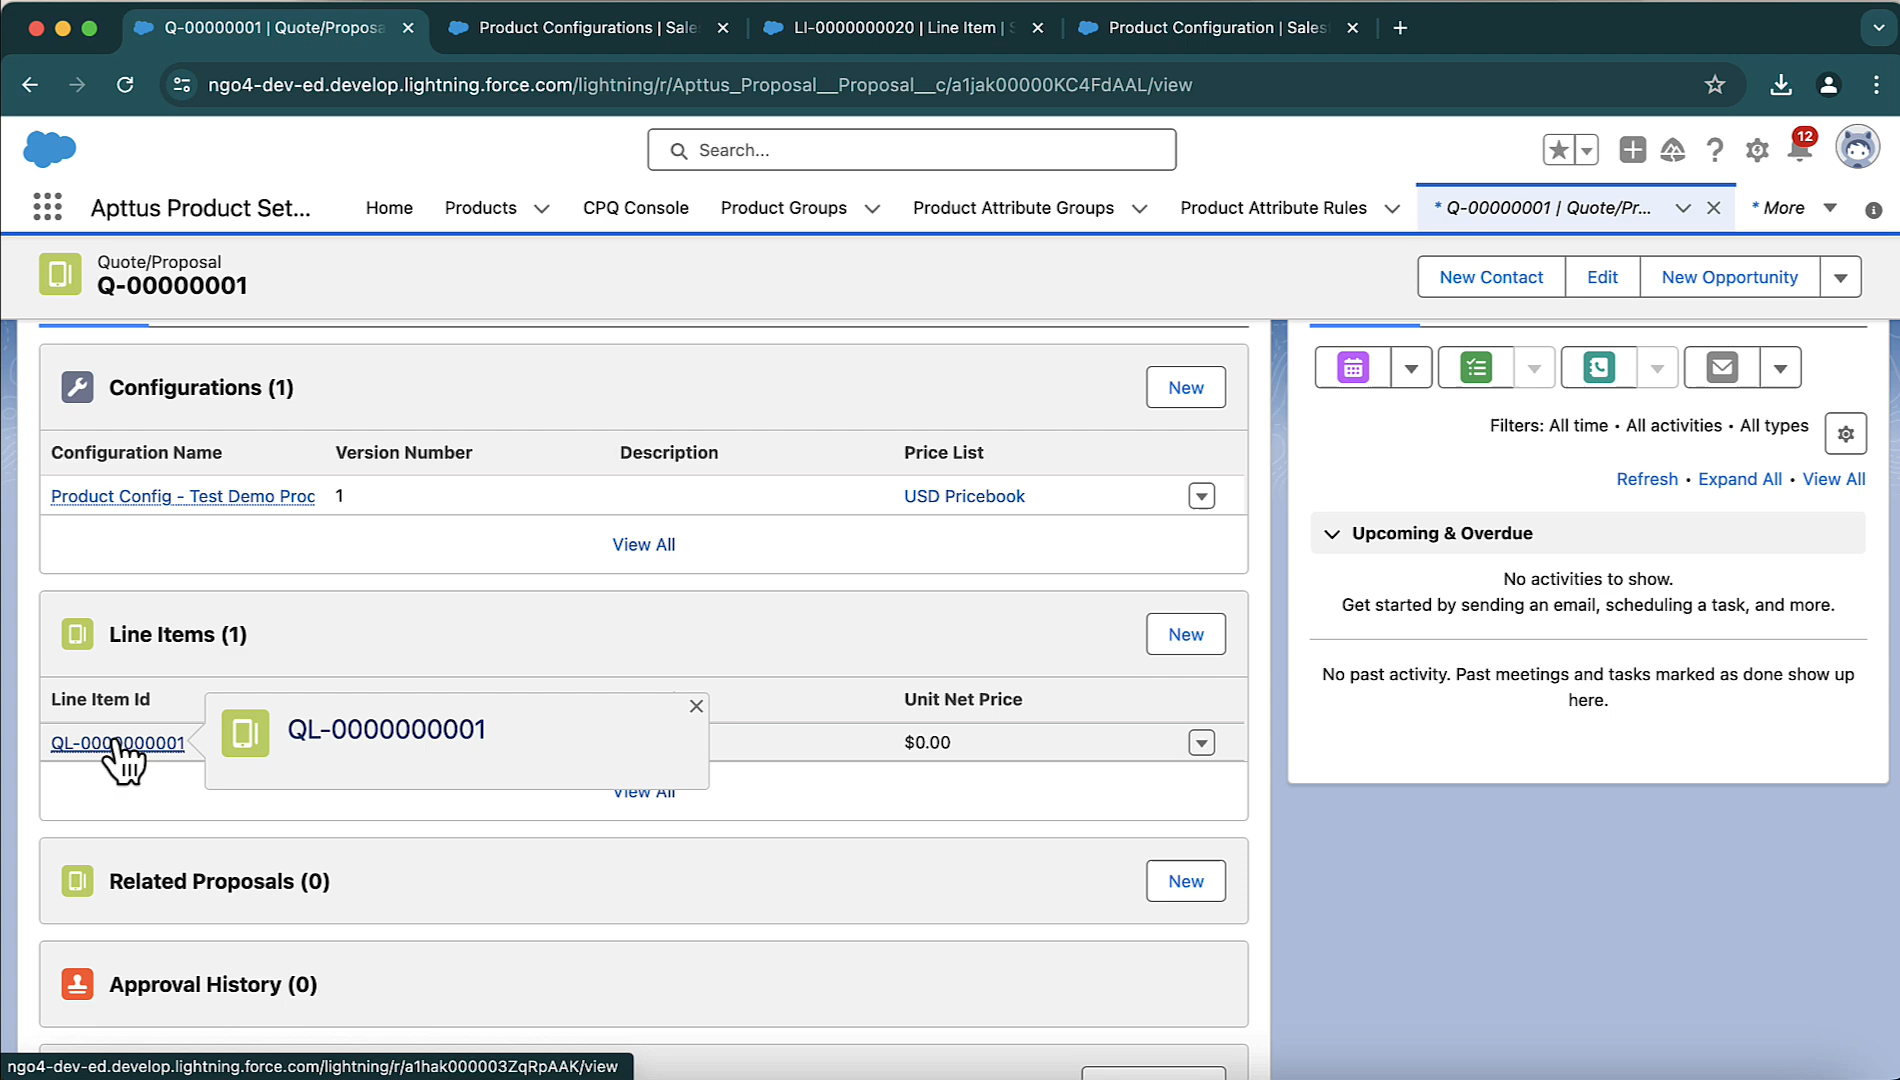 Q-00000001 | Quote/Proposa
Product Configurations | Sale
LI-0000000020 | Line Item | S
Product Configuration | Sales
ngo4-dev-ed.develop.lightning.force.com/lightning/r/Apttus_Proposal__Proposal__c/a1jak00000KC4FdAAL/view
Search...
12
Apttus Product Set...
Home
Products
CPQ Console
Product Groups
Product Attribute Groups
Product Attribute Rules
* Q-00000001 | Quote/Pr...
* More
Quote/Proposal
Q-00000001
New Contact
Edit
New Opportunity
Configurations (1)
New
Configuration Name
Version Number
Description
Price List
Product Config - Test Demo Proc
1
USD Pricebook
View All
Line Items (1)
New
Line Item Id
Unit Net Price
QL-0000000001
QL-0000000001
$0.00
View All
Related Proposals (0)
New
Approval History (0)
Filters: All time • All activities • All types
Refresh • Expand All • View All
Upcoming & Overdue
No activities to show.
Get started by sending an email, scheduling a task, and more.
No past activity. Past meetings and tasks marked as done show up
here.
ngo4-dev-ed.develop.lightning.force.com/lightning/r/a1hak000003ZqRpAAK/view